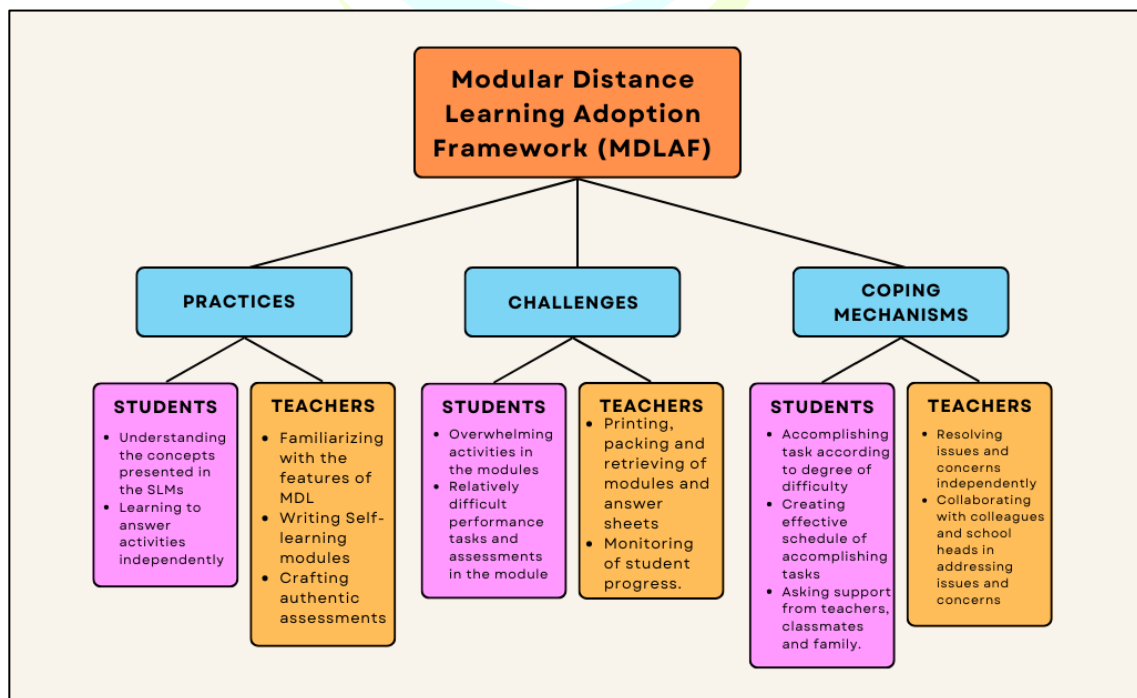 Modular Distance
Learning Adoption
Framework (MDLAF)
PRACTICES
CHALLENGES
COPING
MECHANISMS
STUDENTS
• Understanding
the concepts
presented in
the SLMs
• Learning to
answer
activities
independently
TEACHERS
• Familiarizing
with the
features of
MDL
• Writing Self-
learning
modules
• Crafting
authentic
assessments
STUDENTS
• Overwhelming
activities in
the modules
• Relatively
difficult
performance
tasks and
assessments
in the module
TEACHERS
• Printing,
packing and
retrieving of
modules and
answer
sheets
• Monitoring
of student
progress.
STUDENTS
• Accomplishing
task according
to degree of
difficulty
• Creating
effective
schedule of
accomplishing
tasks
• Asking support
from teachers,
classmates
and family.
TEACHERS
• Resolving
issues and
concerns
independently
• Collaborating
with colleagues
and school
heads in
addressing
issues and
concerns